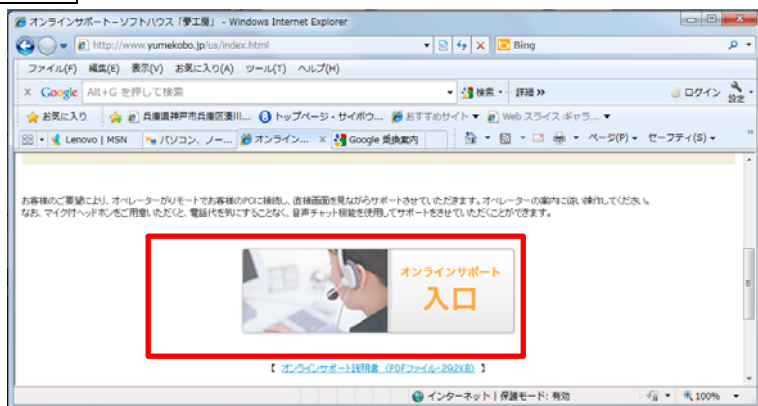 オンラインサポート-ソフトハウス「夢工房」 - Windows Internet Explorer
http://www.yumekobo.jp/us/index.html
Bing
ファイル(F) 編集(E) 表示(V) お気に入り(A) ツール(T) ヘルプ(H)
x Google Alt+G を押して検索 検索 詳細 » ログイン 設定
お気に入り 兵庫県神戸市兵庫区湊川... トップページ - サイボウ... おすすめサイト Web スライス ギャラ...
Lenovo | MSN パソコン、ノー... オンライン... x Google 乗換案内 ページ(P) セーフティ(S) »
お客様のご要望により、オペレーターがリモートでお客様のPCに接続し、直接画面を見ながらサポートさせていただきます。オペレーターの案内に従い操作してください。
なお、マイク付ヘッドホンをご用意いただくと、電話代を気にすることなく、音声チャット機能を使用してサポートをさせていただくことができます。
オンラインサポート
入口
【 オンラインサポート説明書 (PDFファイル・292KB) 】
インターネット | 保護モード: 有効 100%